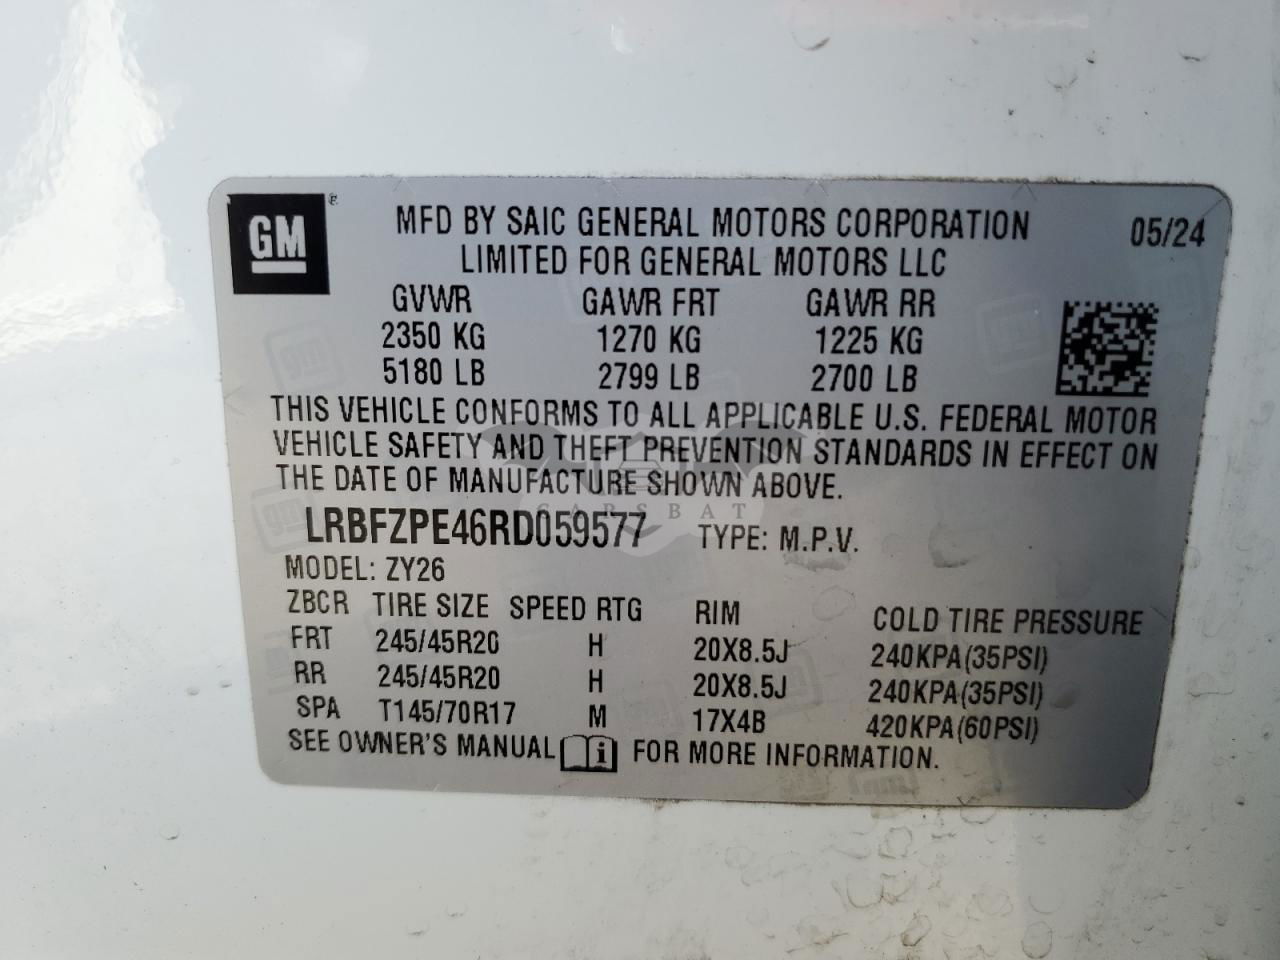 GM
MFD BY SAIC GENERAL MOTORS CORPORATION
LIMITED FOR GENERAL MOTORS LLC
05/24
GVWR GAWR FRT GAWR RR
2350 KG 1270 KG 1225 KG
5180 LB 2799 LB 2700 LB
THIS VEHICLE CONFORMS TO ALL APPLICABLE U.S. FEDERAL MOTOR
VEHICLE SAFETY AND THEFT PREVENTION STANDARDS IN EFFECT ON
THE DATE OF MANUFACTURE SHOWN ABOVE.
CARSBAT
LRBFZPE46RD059577 TYPE: M.P.V.
MODEL: ZY26
ZBCR TIRE SIZE SPEED RTG RIM COLD TIRE PRESSURE
FRT 245/45R20 H 20X8.5J 240KPA(35PSI)
RR 245/45R20 H 20X8.5J 240KPA(35PSI)
SPA T145/70R17 M 17X4B 420KPA(60PSI)
SEE OWNER'S MANUAL i FOR MORE INFORMATION.